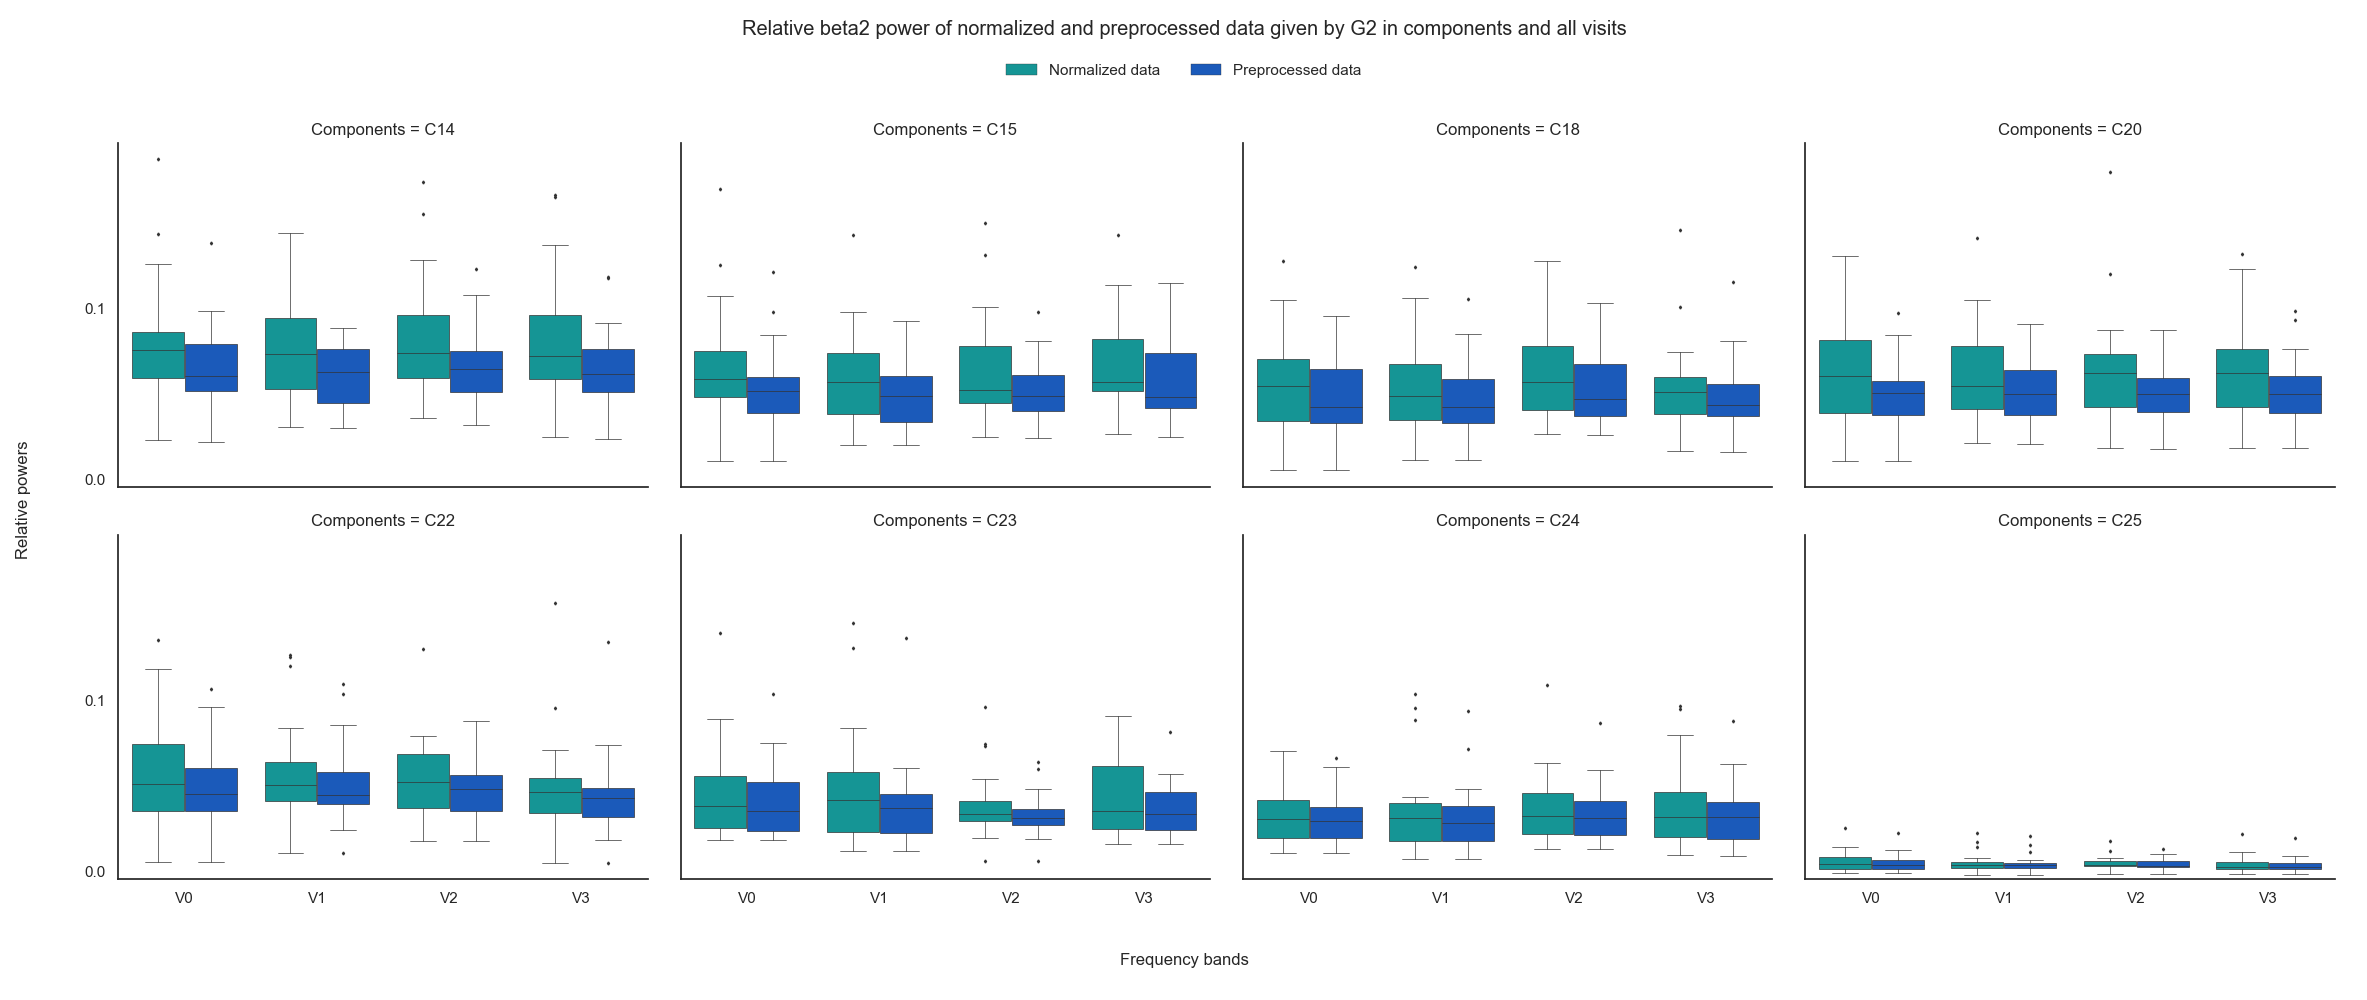 Relative beta2 power of normalized and preprocessed data given by G2 in components and all visits
Normalized data Preprocessed data
Components = C14 Components = C15 Components = C18 Components = C20
0.1
0.0
Relative powers
Components = C22 Components = C23 Components = C24 Components = C25
0.1
0.0
V0 V1 V2 V3 V0 V1 V2 V3 V0 V1 V2 V3 V0 V1 V2 V3
Frequency bands